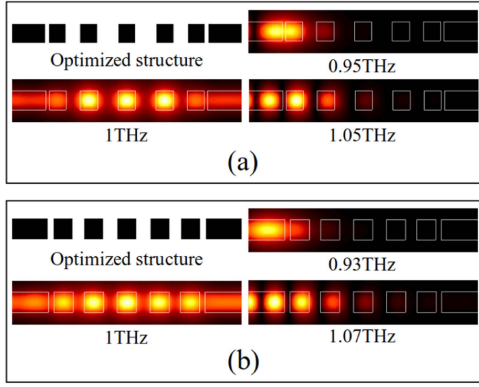 Optimized structure
0.95THz
1THz
1.05THz
(a)
Optimized structure
0.93THz
1THz
1.07THz
(b)